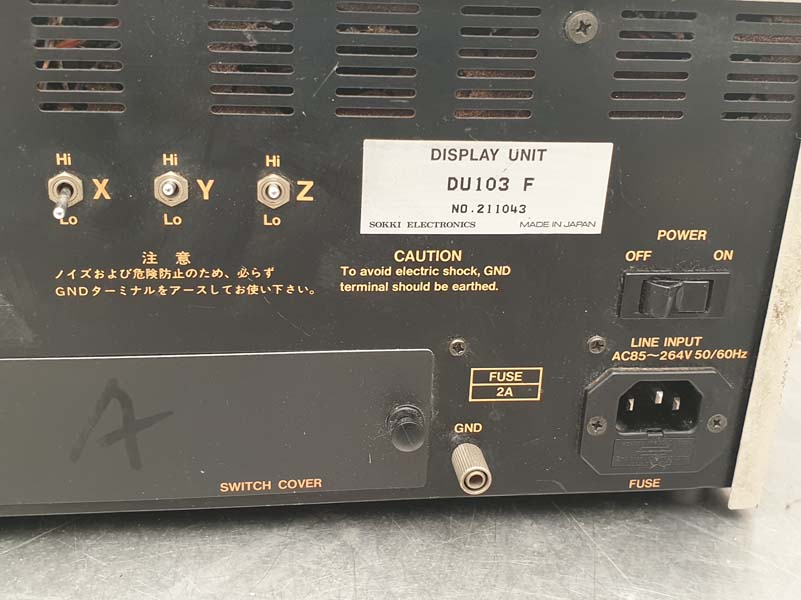 Hi Hi Hi
X Y Z
Lo Lo Lo
DISPLAY UNIT
DU103 F
NO.211043
SOKKI ELECTRONICS MADE IN JAPAN
POWER
OFF ON
注 意
ノイズおよび危険防止のため、必らず
GNDターミナルをアースしてお使い下さい。
CAUTION
To avoid electric shock, GND
terminal should be earthed.
LINE INPUT
AC85~264V 50/60Hz
FUSE
2A
A
GND
SWITCH COVER
FUSE